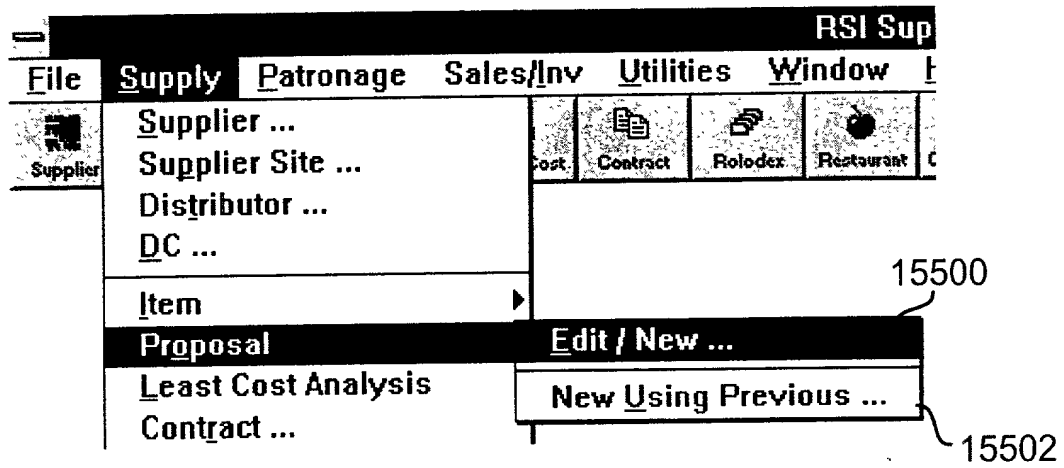 RSI Sup
File Supply Patronage Sales/Inv Utilities Window
Supplier Cost Contract Rolodex Restaurant
Supplier ...
Supplier Site ...
Distributor ...
DC ...
15500
Item
Proposal Edit / New ...
Least Cost Analysis New Using Previous ...
Contract ...
15502